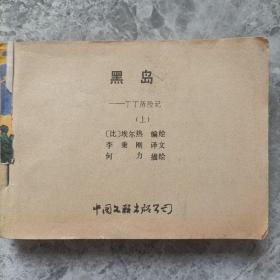 黑岛
——丁丁历险记
（上）
〔比〕埃尔热 编绘
李秉刚 译文
何力 描绘
中国文联出版公司